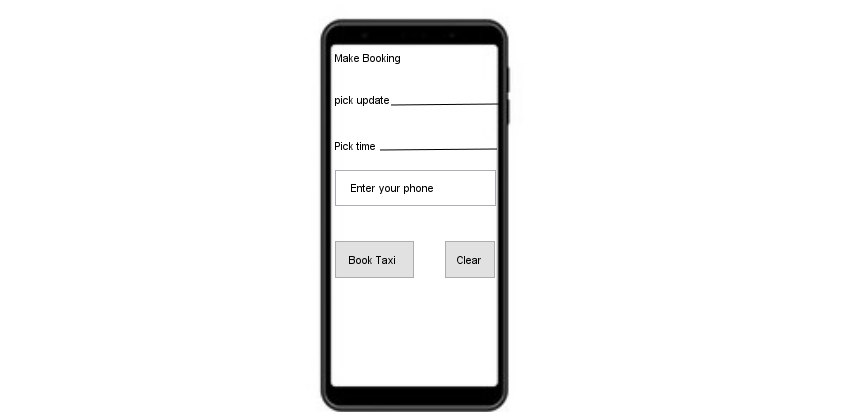 Make Booking
pick update
Pick time
Enter your phone
Book Taxi
Clear